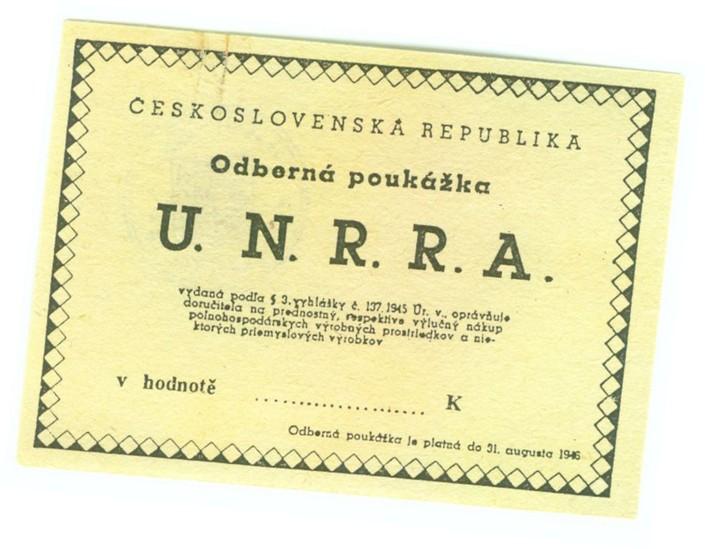 ČESKOSLOVENSKÁ REPUBLIKA
Odberná poukážka
U. N. R. R. A.
vydaná podľa § 3. vyhlášky č. 137/1945 Úr. v., oprávňuje
doručiteľa na prednostný, respektíve výlučný nákup
poľnohospodárskych výrobných prostriedkov a nie-
ktorých priemyslových výrobkov
v hodnotě .......................... K
Odberná poukážka je platná do 31. augusta 1946